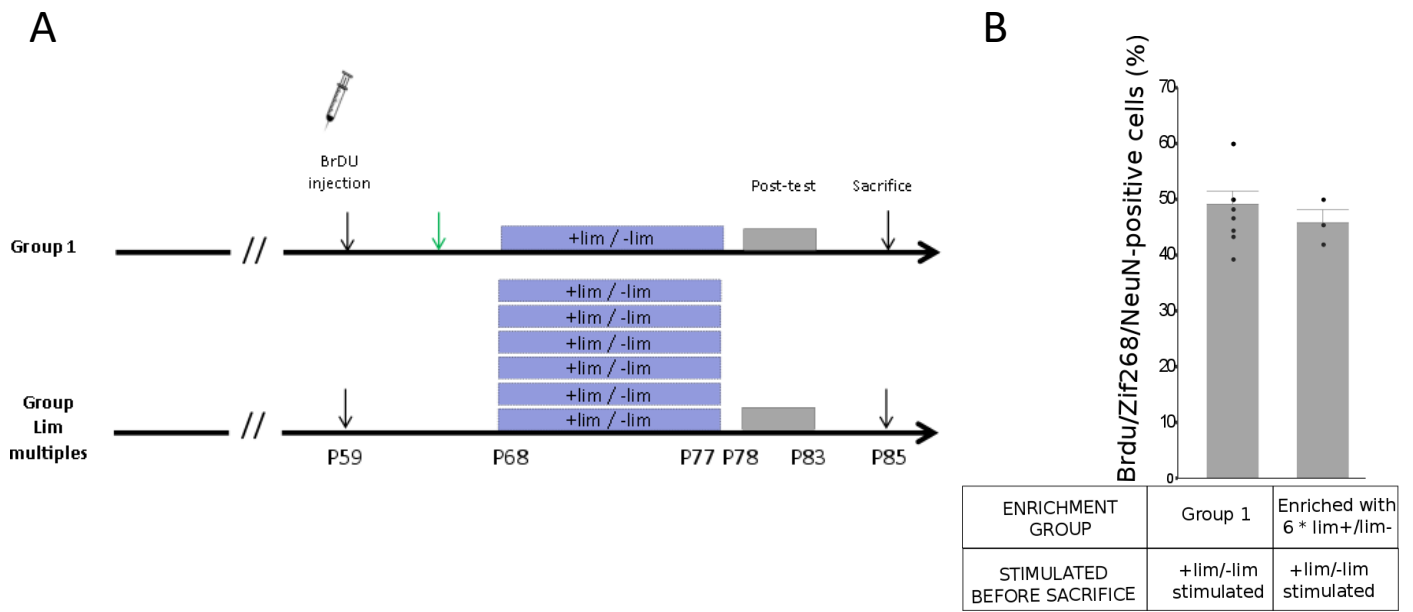 A
BrDU
injection
Post-test
Sacrifice
Group 1
+lim / -lim
+lim / -lim
+lim / -lim
+lim / -lim
+lim / -lim
+lim / -lim
+lim / -lim
Group
Lim
multiples
P59
P68
P77
P78
P83
P85
B
Brdu/Zif268/NeuN-positive cells (%)
70
60
50
40
30
20
10
0
ENRICHMENT
GROUP
Group 1
Enriched with
6 * lim+/lim-
STIMULATED
BEFORE SACRIFICE
+lim/-lim
stimulated
+lim/-lim
stimulated